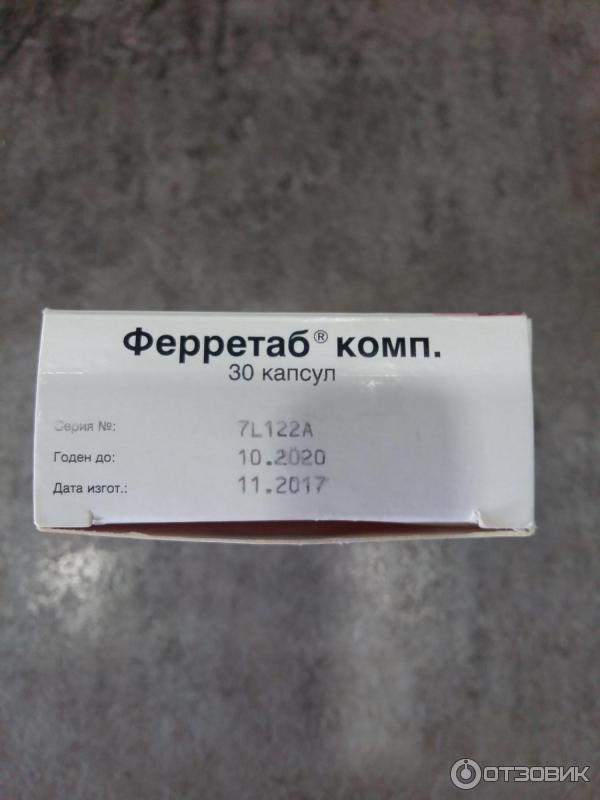 Ферретаб® комп.
30 капсул
Серия №: 7L122A
Годен до: 10.2020
Дата изгот.: 11.2017
ОТЗОВИК